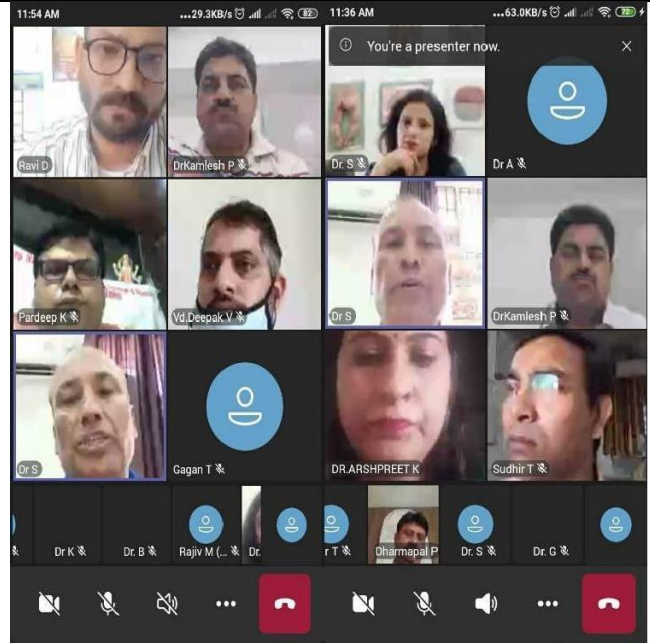 11:54 AM
...29.3KB/s
82
Ravi D
DrKamlesh P
Pardeep K
Vd.Deepak V
Dr S
Gagan T
Dr K
Dr. B
Rajiv M (...
Dr.
11:36 AM
...63.0KB/s
72
You're a presenter now.
Dr. S
Dr A
Dr S
DrKamlesh P
DR.ARSHPREET K
Sudhir T
r T
Dharmapal P
Dr. S
Dr. G